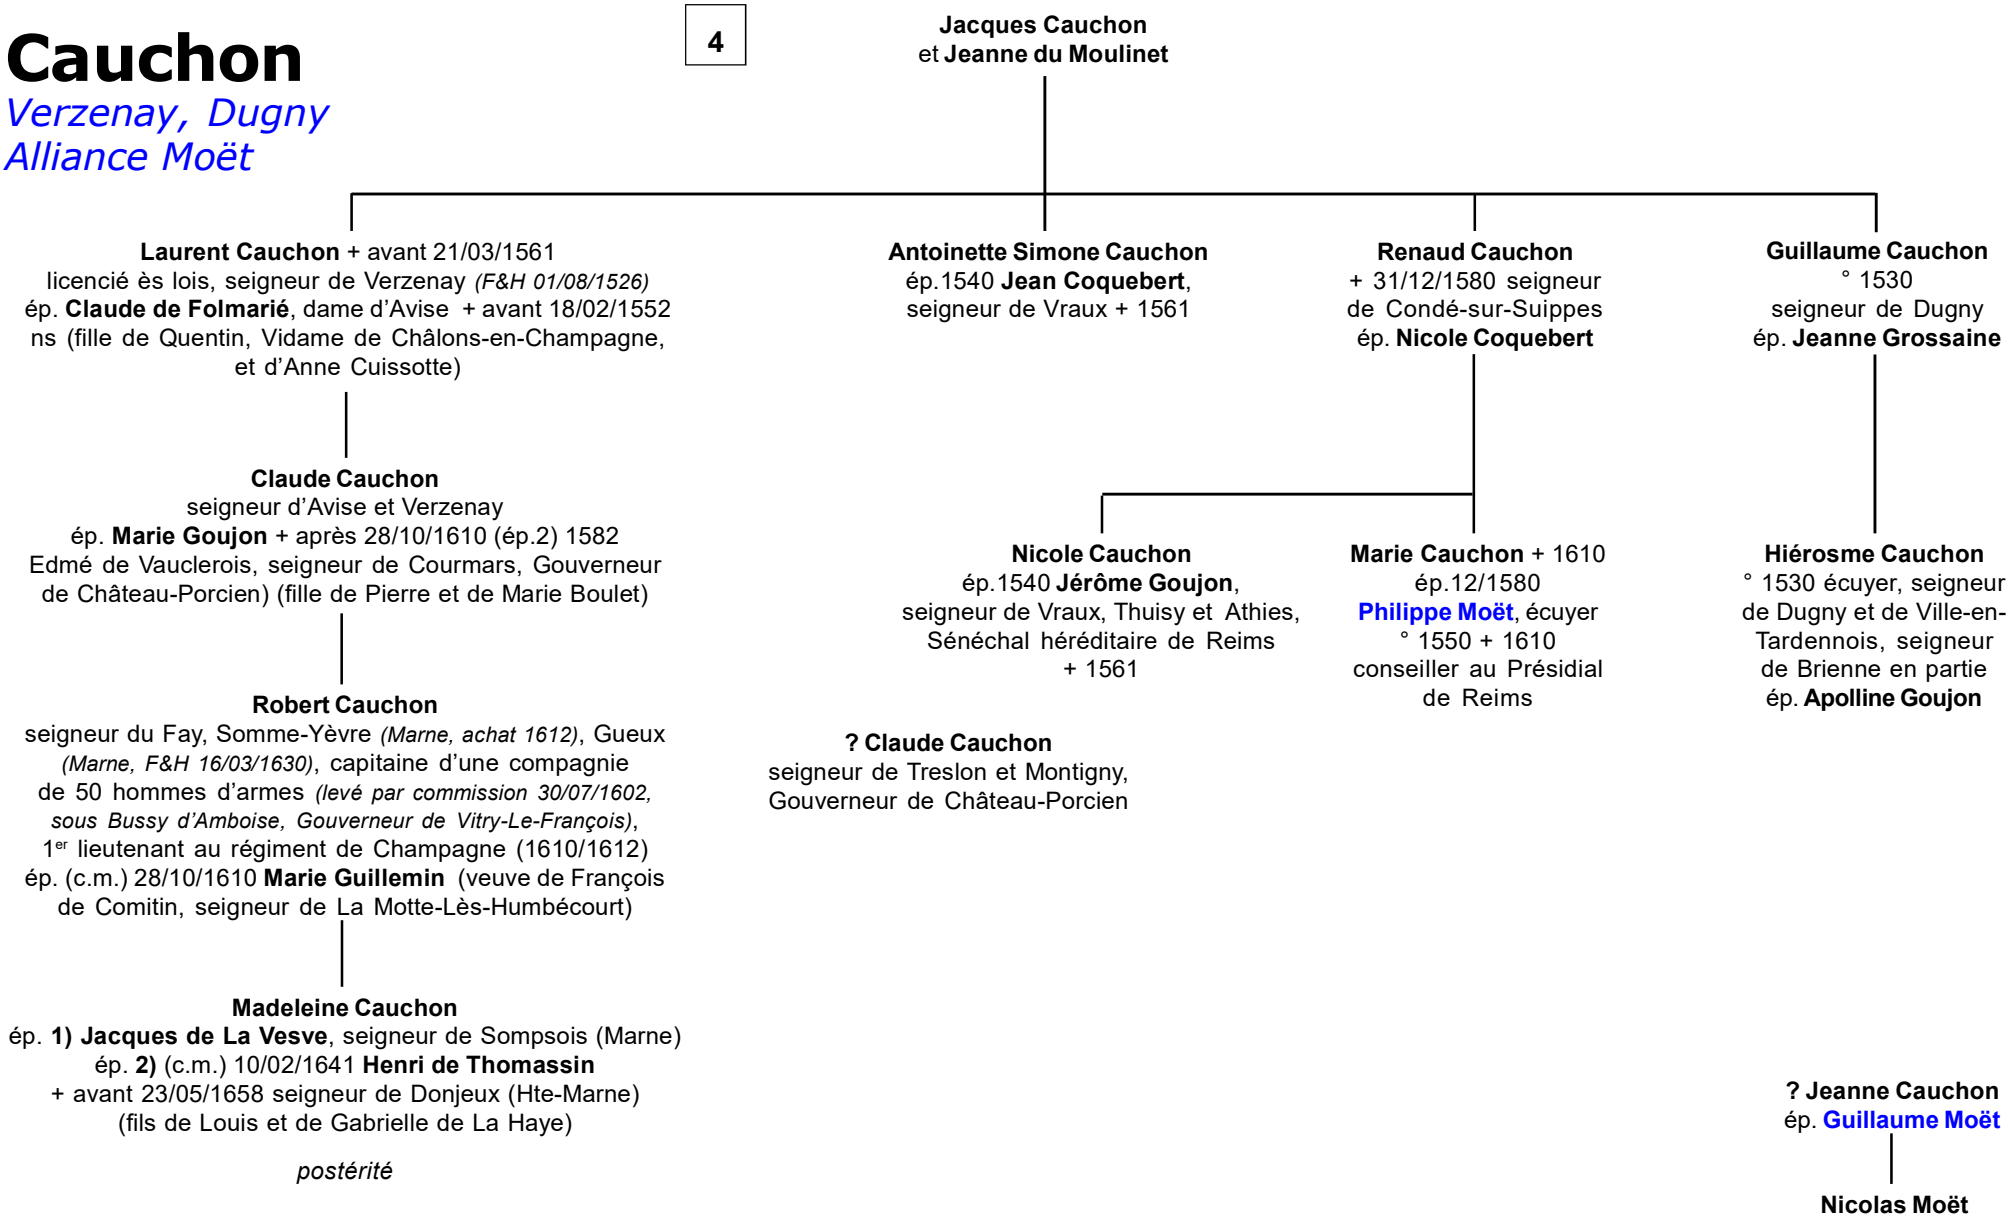 Cauchon
Verzenay, Dugny
Alliance Moët
4
Jacques Cauchon
et Jeanne du Moulinet
Laurent Cauchon + avant 21/03/1561
licencié ès lois, seigneur de Verzenay (F&H 01/08/1526)
ép. Claude de Folmarié, dame d'Avise + avant 18/02/1552
ns (fille de Quentin, Vidame de Châlons-en-Champagne,
et d'Anne Cuissotte)
Antoinette Simone Cauchon
ép.1540 Jean Coquebert,
seigneur de Vraux + 1561
Renaud Cauchon
+ 31/12/1580 seigneur
de Condé-sur-Suippes
ép. Nicole Coquebert
Guillaume Cauchon
° 1530
seigneur de Dugny
ép. Jeanne Grossaine
Claude Cauchon
seigneur d'Avise et Verzenay
ép. Marie Goujon + après 28/10/1610 (ép.2) 1582
Edmé de Vauclerois, seigneur de Courmars, Gouverneur
de Château-Porcien) (fille de Pierre et de Marie Boulet)
Nicole Cauchon
ép.1540 Jérôme Goujon,
seigneur de Vraux, Thuisy et Athies,
Sénéchal héréditaire de Reims
+ 1561
Marie Cauchon + 1610
ép.12/1580
Philippe Moët, écuyer
° 1550 + 1610
conseiller au Présidial
de Reims
Hiérosme Cauchon
° 1530 écuyer, seigneur
de Dugny et de Ville-en-
Tardennois, seigneur
de Brienne en partie
ép. Apolline Goujon
Robert Cauchon
seigneur du Fay, Somme-Yèvre (Marne, achat 1612), Gueux
(Marne, F&H 16/03/1630), capitaine d'une compagnie
de 50 hommes d'armes (levé par commission 30/07/1602,
sous Bussy d'Amboise, Gouverneur de Vitry-Le-François),
1er lieutenant au régiment de Champagne (1610/1612)
ép. (c.m.) 28/10/1610 Marie Guillemin (veuve de François
de Comitin, seigneur de La Motte-Lès-Humbécourt)
? Claude Cauchon
seigneur de Treslon et Montigny,
Gouverneur de Château-Porcien
Madeleine Cauchon
ép. 1) Jacques de La Vesve, seigneur de Sompsois (Marne)
ép. 2) (c.m.) 10/02/1641 Henri de Thomassin
+ avant 23/05/1658 seigneur de Donjeux (Hte-Marne)
(fils de Louis et de Gabrielle de La Haye)
postérité
? Jeanne Cauchon
ép. Guillaume Moët
Nicolas Moët